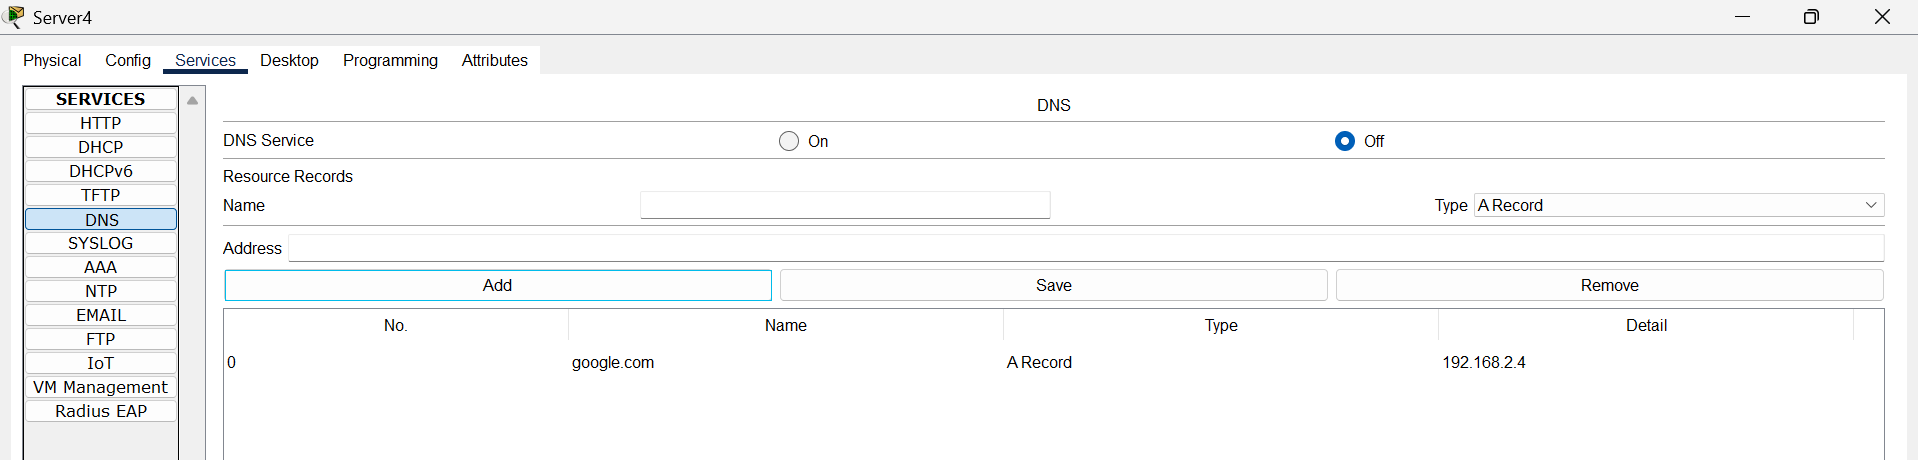 Server4
Physical Config Services Desktop Programming Attributes
SERVICES
HTTP
DHCP
DHCPv6
TFTP
DNS
SYSLOG
AAA
NTP
EMAIL
FTP
IoT
VM Management
Radius EAP
DNS
DNS Service On Off
Resource Records
Name Type A Record
Address
Add Save Remove
No. Name Type Detail
0 google.com A Record 192.168.2.4